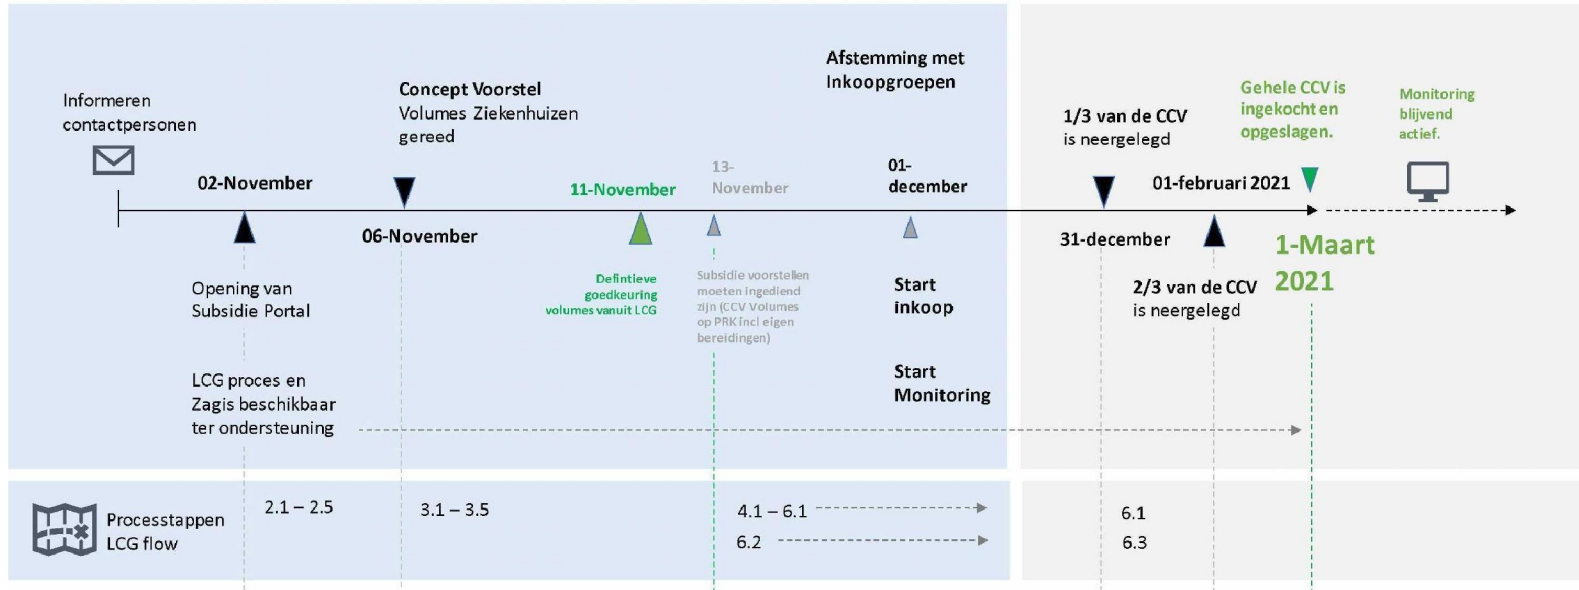 Informeren
contactpersonen
02-November
Opening van
Subsidie Portal
LCG proces en
Zagis beschikbaar
ter ondersteuning
Concept Voorstel
Volumes Ziekenhuizen
gereed
06-November
11-November
Defintieve
goedkeuring
volumes vanuit LCG
13-
November
Subsidie voorstellen
moeten ingediend
zijn (CCV Volumes
op PRK incl eigen
bereidingen)
Afstemming met
Inkoopgroepen
01-
december
Start
inkoop
Start
Monitoring
1/3 van de CCV
is neergelegd
31-december
01-februari 2021
2/3 van de CCV
is neergelegd
Gehele CCV is
ingekocht en
opgeslagen.
1-Maart
2021
Monitoring
blijvend
actief.
Processtappen
LCG flow
2.1 – 2.5
3.1 – 3.5
4.1 – 6.1
6.2
6.1
6.3